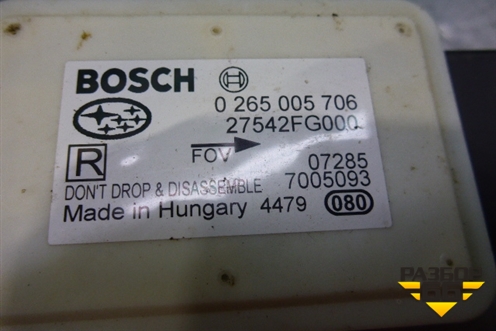 BOSCH
0 265 005 706
27542FG000
R
FOV
07285
DON'T DROP & DISASSEMBLE 7005093
Made in Hungary 4479 080